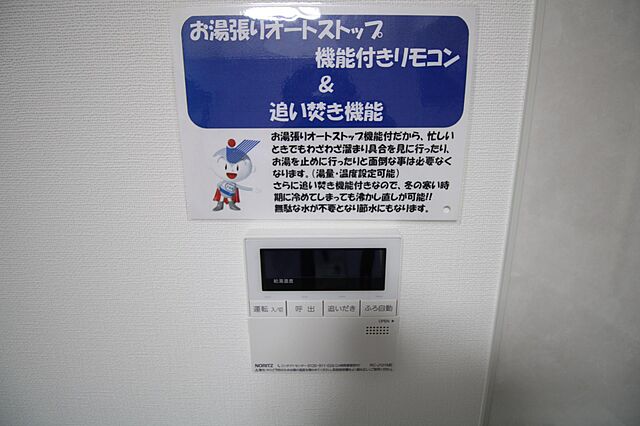 お湯張りオートストップ
機能付きリモコン
&
追い焚き機能
お湯張りオートストップ機能付だから、忙しい
ときでもわざわざ溜まり具合を見に行ったり、
お湯を止めに行ったりと面倒な事は必要なく
なります。(湯量・温度設定可能)
さらに追い焚き機能付きなので、冬の寒い時
期に冷めてしまっても沸かし直しが可能!!
無駄な水が不要となり節水にもなります。
給湯温度
運転 入/切 呼出 追いだき ふろ自動
OPEN
NORITZ